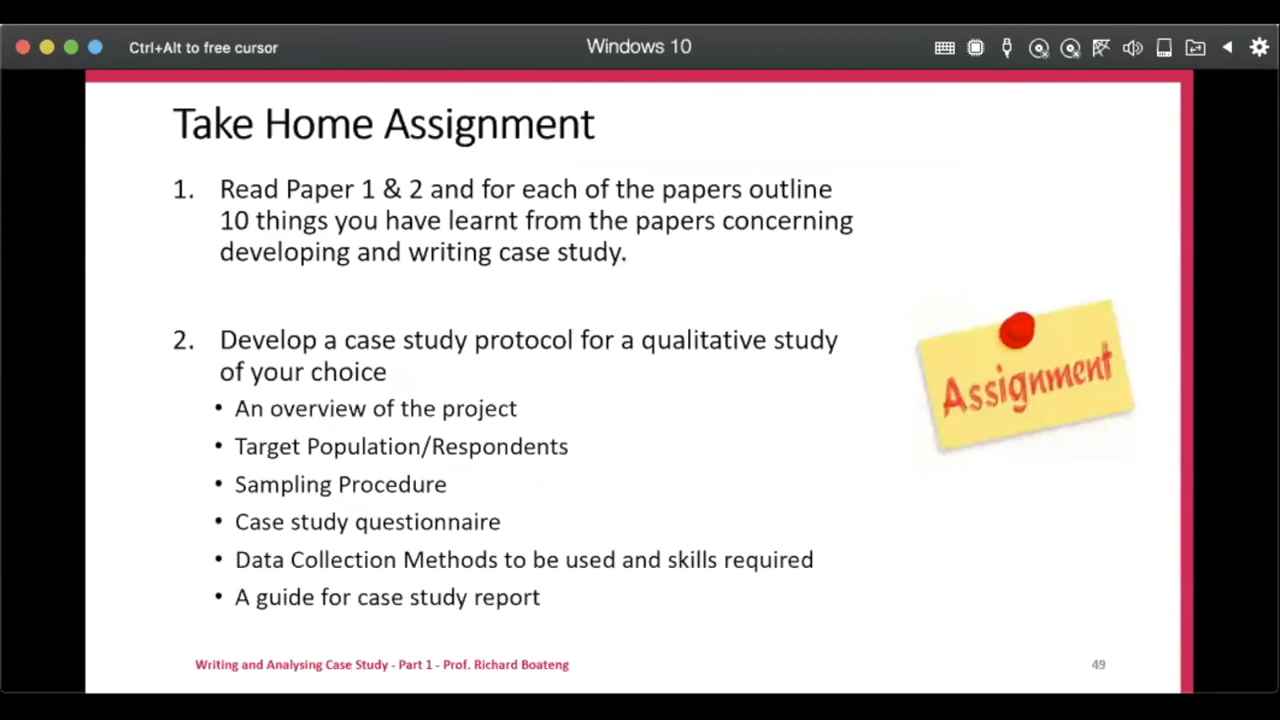 Ctrl+Alt to free cursor
Windows 10
Take Home Assignment
1. Read Paper 1 & 2 and for each of the papers outline
10 things you have learnt from the papers concerning
developing and writing case study.
2. Develop a case study protocol for a qualitative study
of your choice
• An overview of the project
• Target Population/Respondents
• Sampling Procedure
• Case study questionnaire
• Data Collection Methods to be used and skills required
• A guide for case study report
Assignment
Writing and Analysing Case Study - Part 1 - Prof. Richard Boateng
49